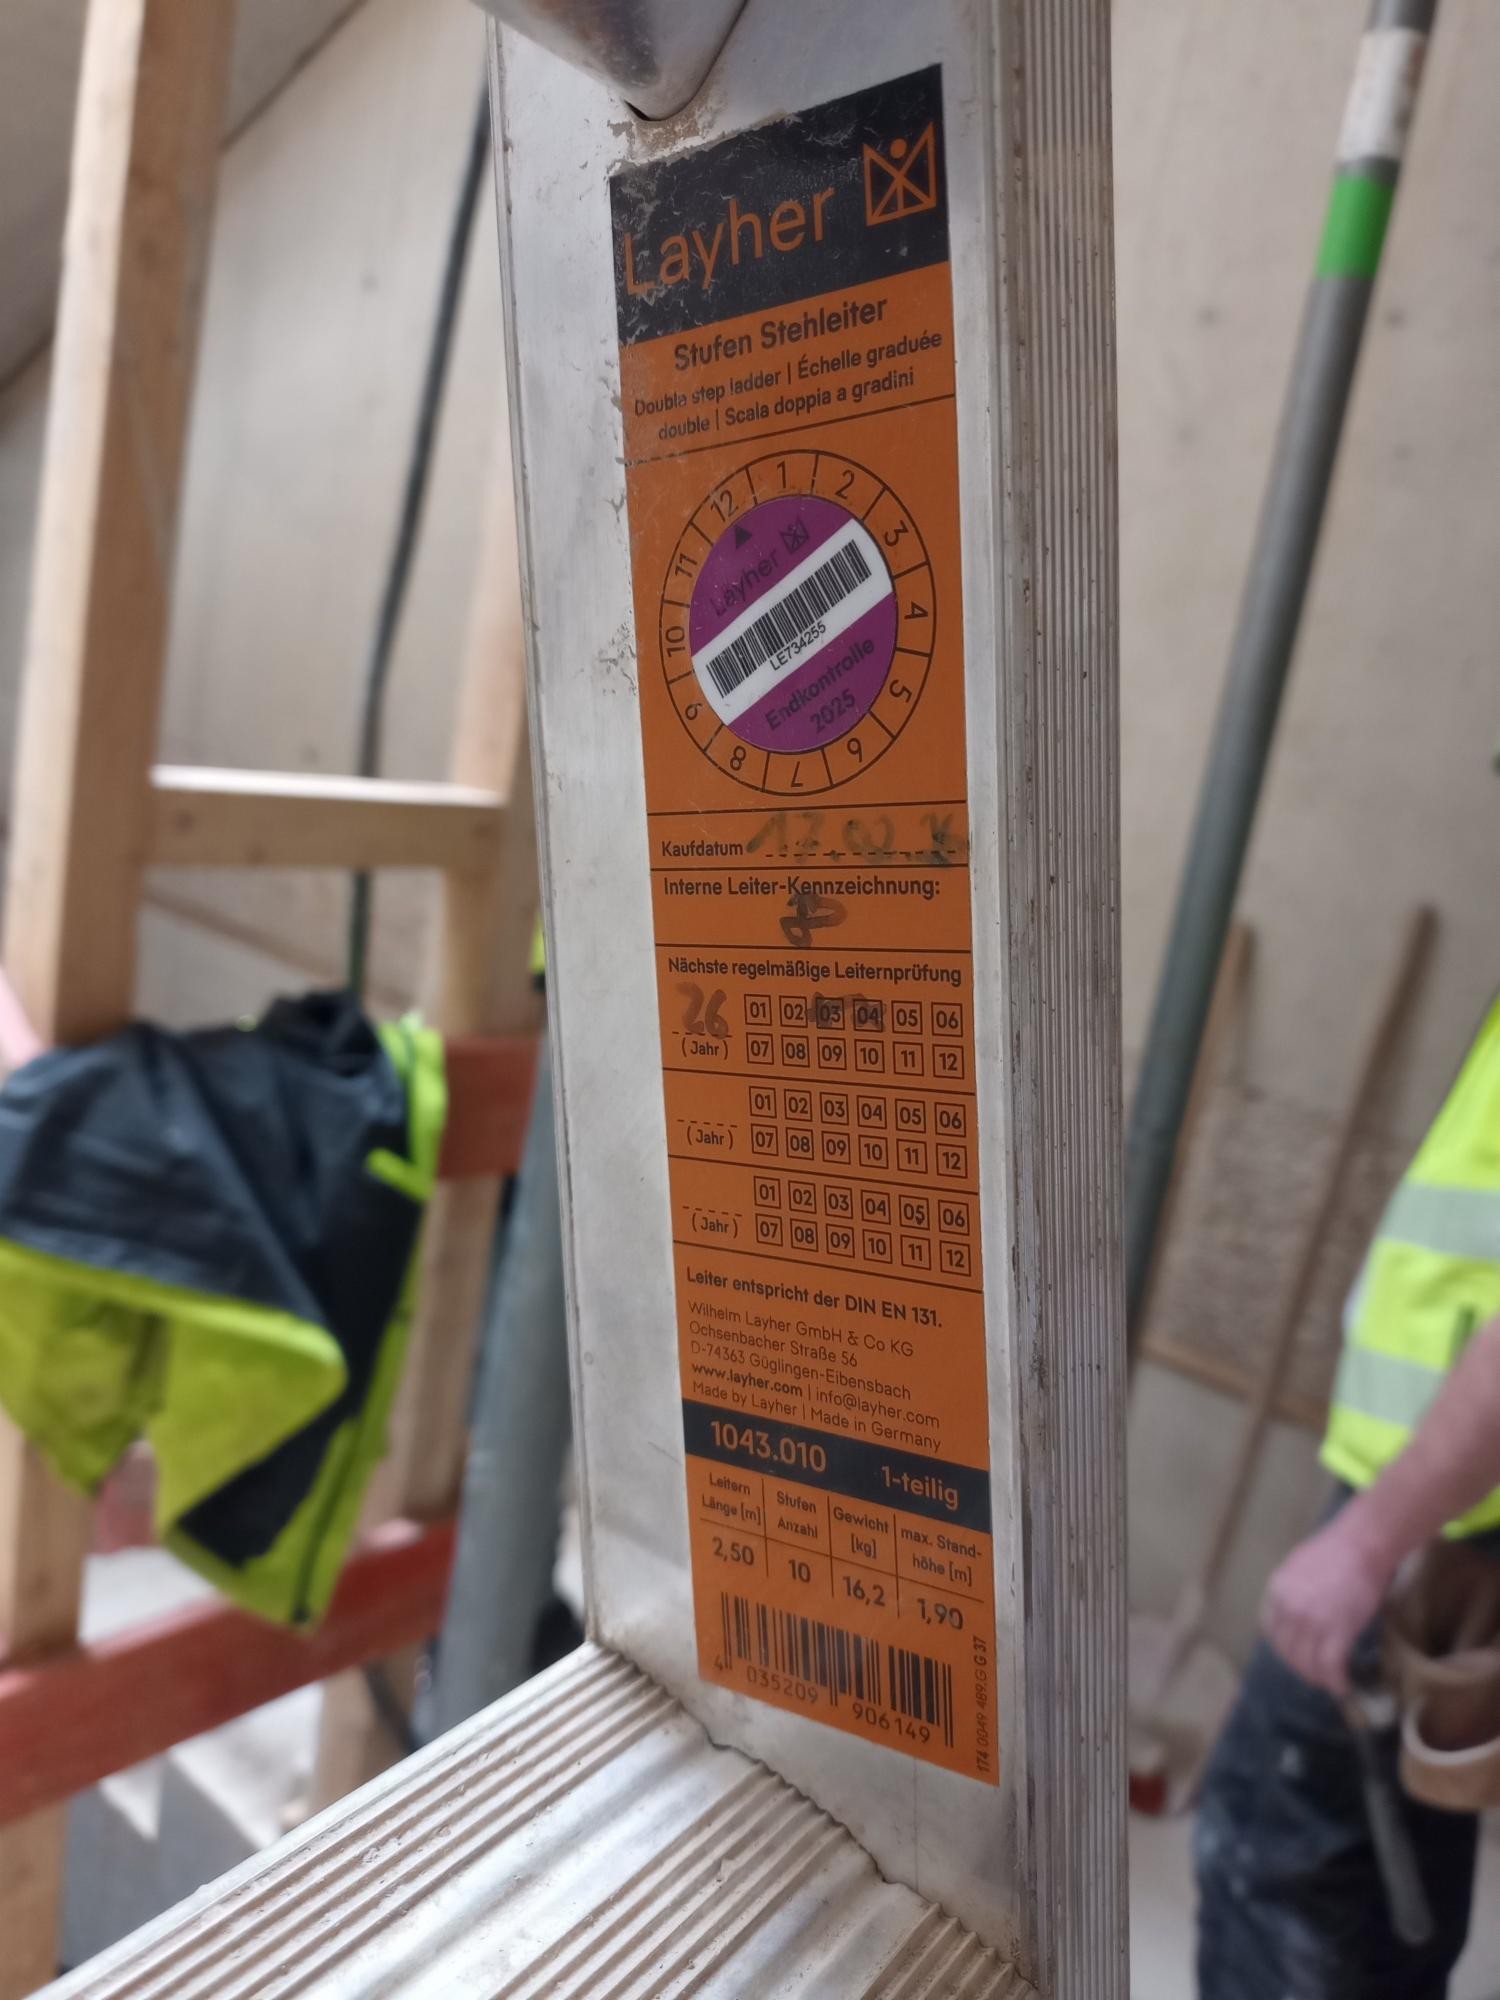 Layher
Stufen Stehleiter
Double step ladder | Échelle graduée
double | Scala doppia a gradini
12 1 2 3 4 5 6 7 8 9 10 11
Layher
LE734255
Endkontrolle
2025
Kaufdatum
Interne Leiter-Kennzeichnung:
Nächste regelmäßige Leiternprüfung
26 01 02 03 04 05 06
(Jahr) 07 08 09 10 11 12
01 02 03 04 05 06
(Jahr) 07 08 09 10 11 12
01 02 03 04 05 06
(Jahr) 07 08 09 10 11 12
Leiter entspricht der DIN EN 131.
Wilhelm Layher GmbH & Co KG
Ochsenbacher Straße 56
D-74363 Güglingen-Eibensbach
www.layher.com | info@layher.com
Made by Layher | Made in Germany
1043.010 1-teilig
Leitern Stufen Gewicht max. Stand-
Länge [m] Anzahl [kg] höhe [m]
2,50 10 16,2 1,90
4 035209 906149
174 0049 489.G G 37